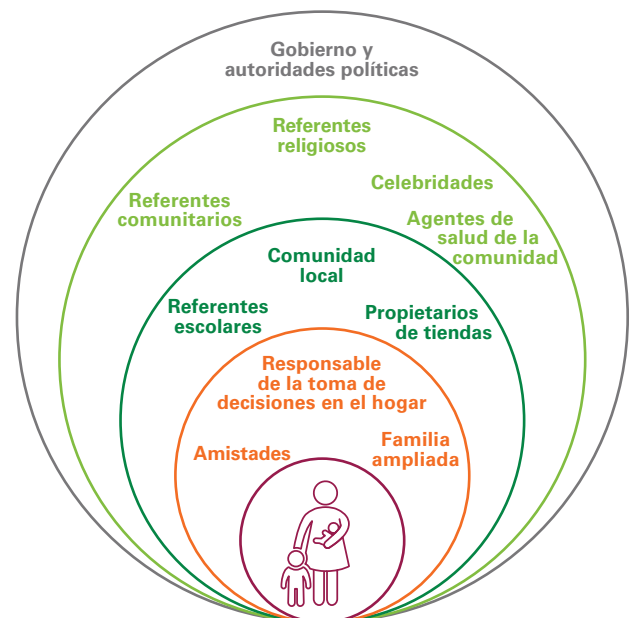 Gobierno y
autoridades políticas
Referentes
religiosos
Celebridades
Referentes
comunitarios
Agentes de
salud de la
comunidad
Comunidad
local
Referentes
escolares
Propietarios
de tiendas
Responsable
de la toma de
decisiones en el hogar
Amistades
Familia
ampliada